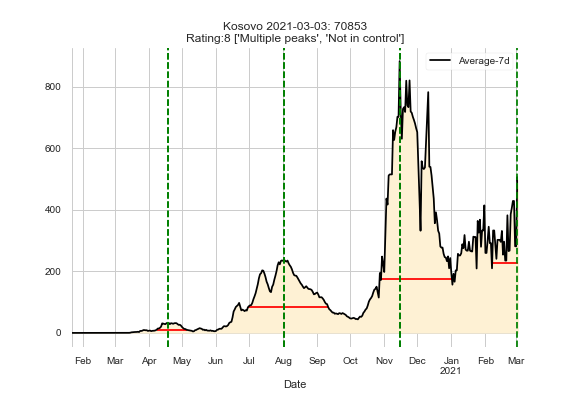 Kosovo 2021-03-03: 70853
Rating:8 ['Multiple peaks', 'Not in control']
Average-7d
800
600
400
200
0
Feb Mar Apr May Jun Jul Aug Sep Oct Nov Dec Jan Feb Mar
2021
Date